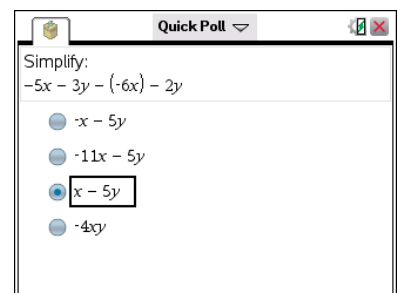 Quick Poll
Simplify:
-5x − 3y − (-6x) − 2y
-x − 5y
-11x − 5y
x − 5y
-4xy